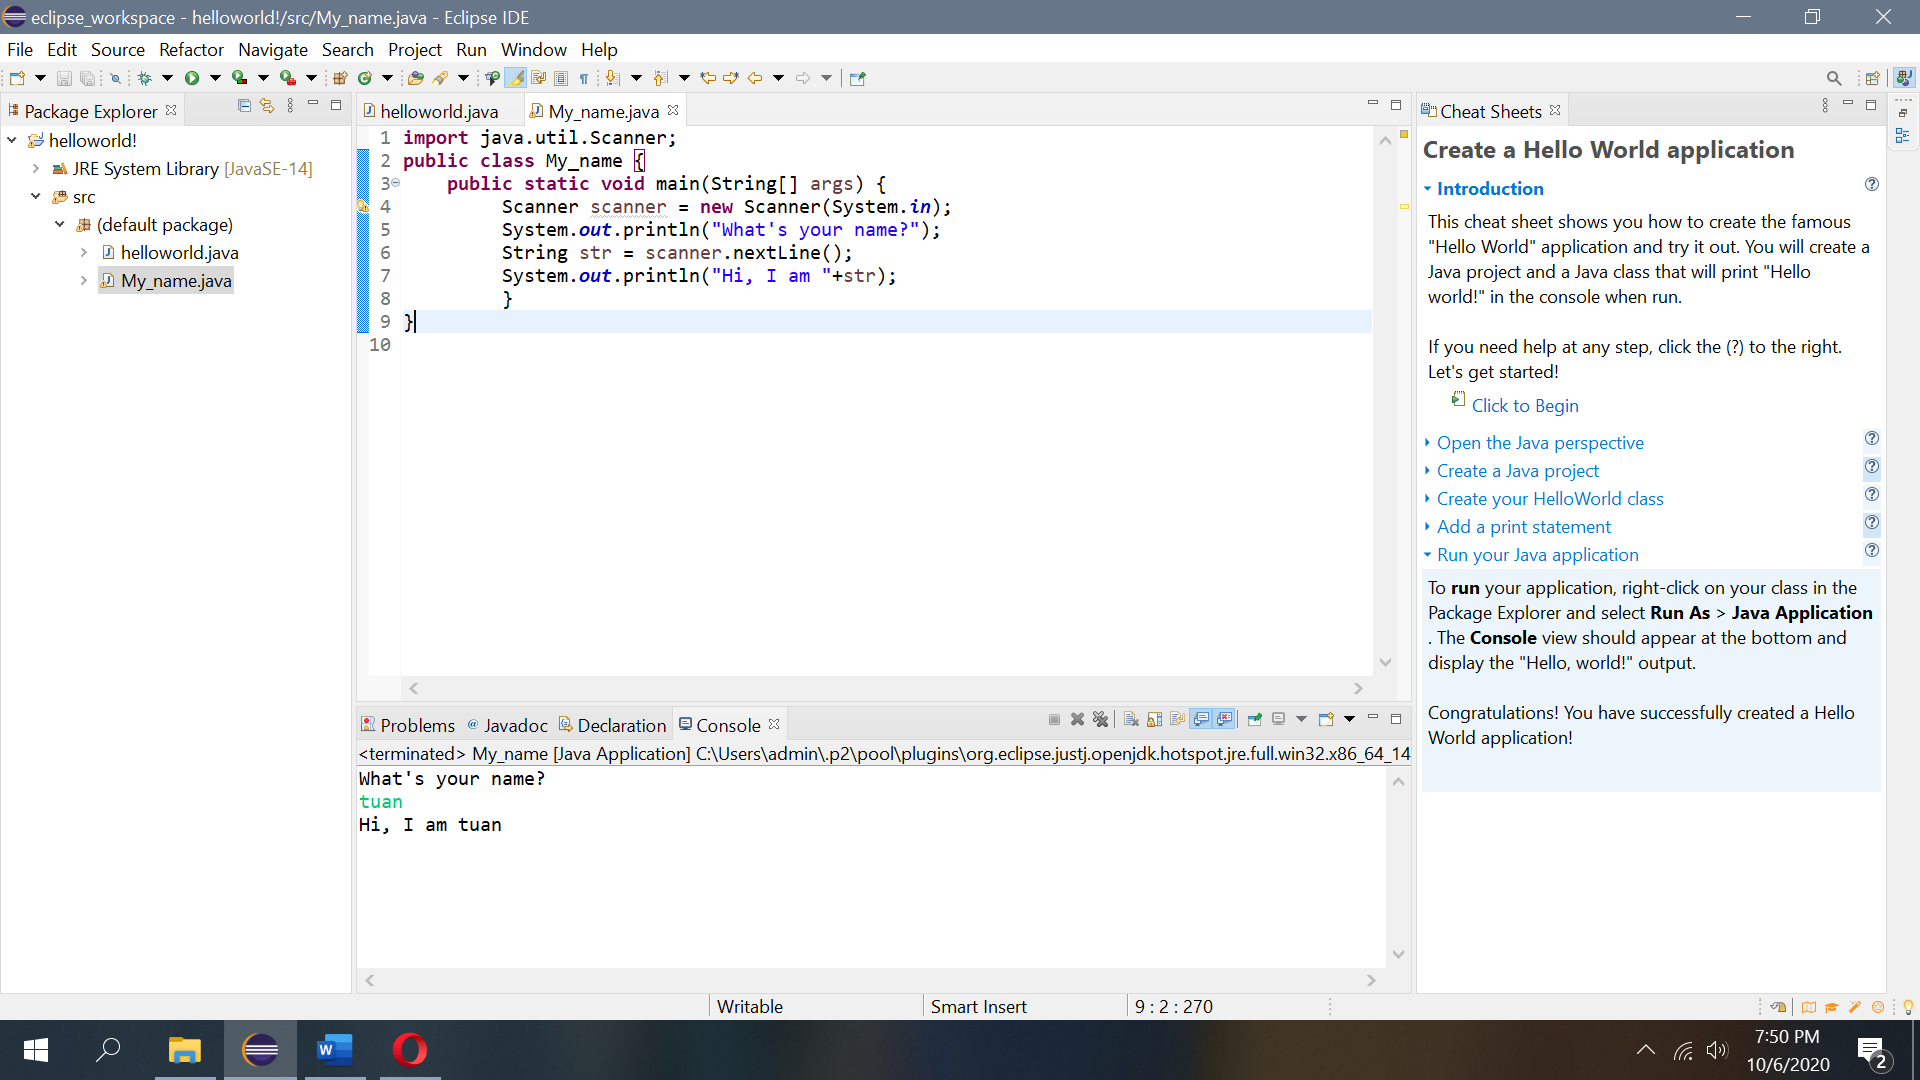 eclipse_workspace - helloworld!/src/My_name.java - Eclipse IDE
File Edit Source Refactor Navigate Search Project Run Window Help
Package Explorer
helloworld!
JRE System Library [JavaSE-14]
src
(default package)
helloworld.java
My_name.java
helloworld.java My_name.java
1 import java.util.Scanner;
2 public class My_name {
3 public static void main(String[] args) {
4 Scanner scanner = new Scanner(System.in);
5 System.out.println("What's your name?");
6 String str = scanner.nextLine();
7 System.out.println("Hi, I am "+str);
8 }
9 }
10
Problems Javadoc Declaration Console
<terminated> My_name [Java Application] C:\Users\admin\.p2\pool\plugins\org.eclipse.justj.openjdk.hotspot.jre.full.win32.x86_64_14
What's your name?
tuan
Hi, I am tuan
Cheat Sheets
Create a Hello World application
Introduction
This cheat sheet shows you how to create the famous
"Hello World" application and try it out. You will create a
Java project and a Java class that will print "Hello
world!" in the console when run.
If you need help at any step, click the (?) to the right.
Let's get started!
Click to Begin
Open the Java perspective
Create a Java project
Create your HelloWorld class
Add a print statement
Run your Java application
To run your application, right-click on your class in the
Package Explorer and select Run As > Java Application
. The Console view should appear at the bottom and
display the "Hello, world!" output.
Congratulations! You have successfully created a Hello
World application!
Writable Smart Insert 9 : 2 : 270
7:50 PM
10/6/2020
2